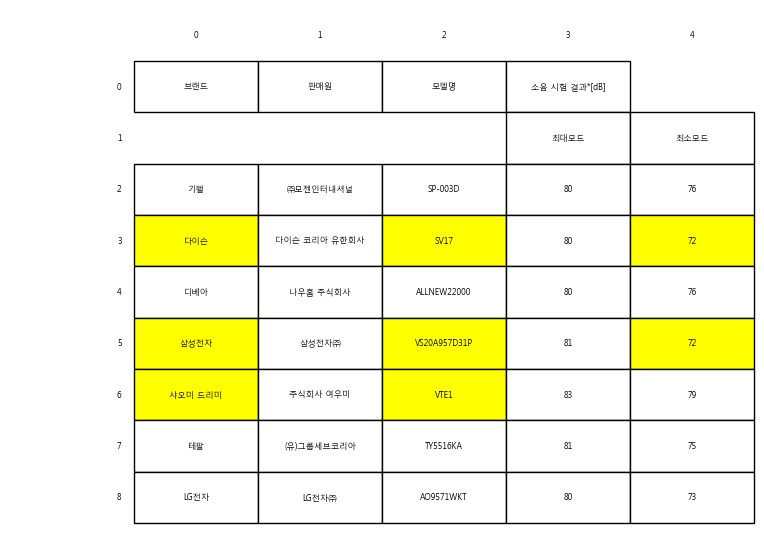 0 1 2 3 4
0 브랜드 판매원 모델명 소음 시험 결과*[dB]
1 최대모드 최소모드
2 기펠 ㈜모젠인터내셔널 SP-003D 80 76
3 다이슨 다이슨 코리아 유한회사 SV17 80 72
4 디베아 나우홈 주식회사 ALLNEW22000 80 76
5 삼성전자 삼성전자㈜ VS20A957D31P 81 72
6 샤오미 드리미 주식회사 여우미 VTE1 83 79
7 테팔 (유)그룹세브코리아 TY5516KA 81 75
8 LG전자 LG전자㈜ AO9571WKT 80 73